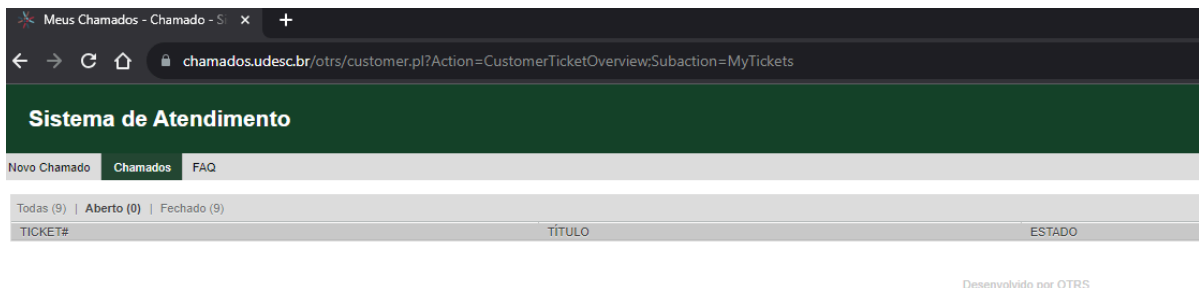 Meus Chamados - Chamado - Si
chamados.udesc.br/otrs/customer.pl?Action=CustomerTicketOverview;Subaction=MyTickets
Sistema de Atendimento
Novo Chamado Chamados FAQ
Todas (9) | Aberto (0) | Fechado (9)
TICKET# TÍTULO ESTADO
Desenvolvido por OTRS